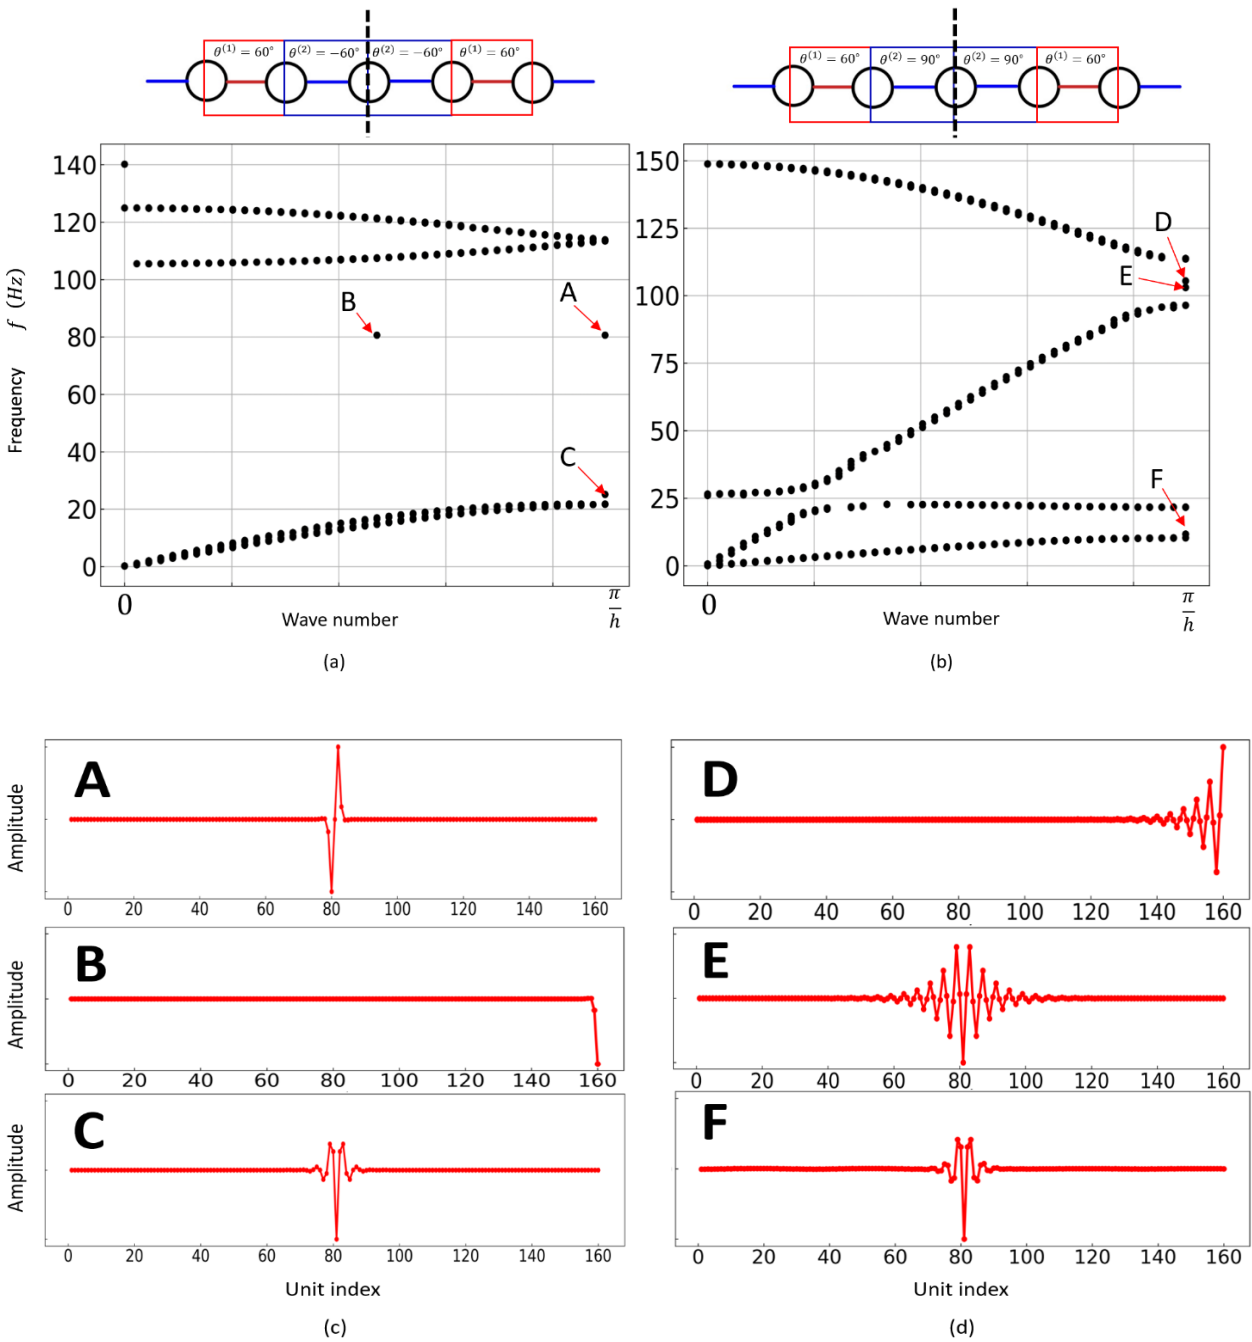 θ⁽¹⁾ = 60° θ⁽²⁾ = −60° θ⁽²⁾ = −60° θ⁽¹⁾ = 60°
θ⁽¹⁾ = 60° θ⁽²⁾ = 90° θ⁽²⁾ = 90° θ⁽¹⁾ = 60°
Frequency f (Hz)
140
120
100
80
60
40
20
0
B
A
C
0
π/h
Wave number
(a)
150
125
100
75
50
25
0
D
E
F
0
π/h
Wave number
(b)
A
Amplitude
0 20 40 60 80 100 120 140 160
B
Amplitude
0 20 40 60 80 100 120 140 160
C
Amplitude
0 20 40 60 80 100 120 140 160
Unit index
(c)
D
0 20 40 60 80 100 120 140 160
E
0 20 40 60 80 100 120 140 160
F
0 20 40 60 80 100 120 140 160
Unit index
(d)